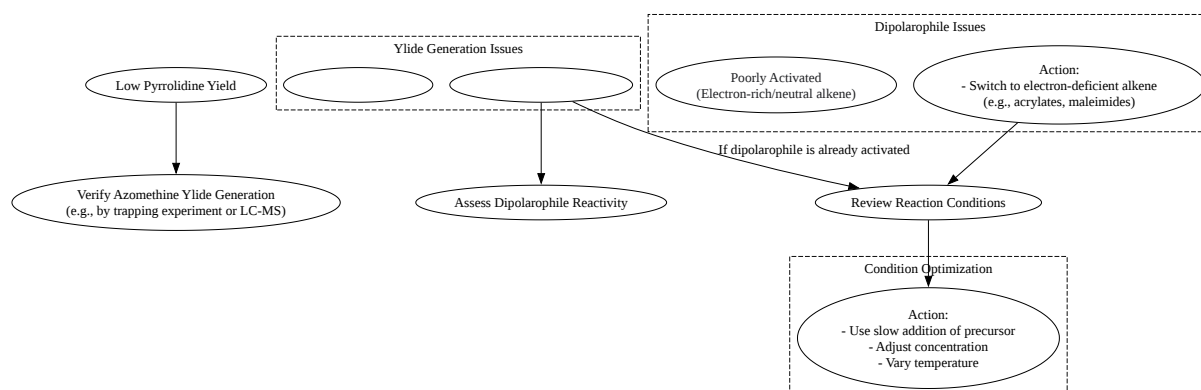 Ylide Generation Issues
Dipolarophile Issues
Low Pyrrolidine Yield
Poorly Activated
(Electron-rich/neutral alkene)
Action:
- Switch to electron-deficient alkene
(e.g., acrylates, maleimides)
If dipolarophile is already activated
Verify Azomethine Ylide Generation
(e.g., by trapping experiment or LC-MS)
Assess Dipolarophile Reactivity
Review Reaction Conditions
Condition Optimization
Action:
- Use slow addition of precursor
- Adjust concentration
- Vary temperature